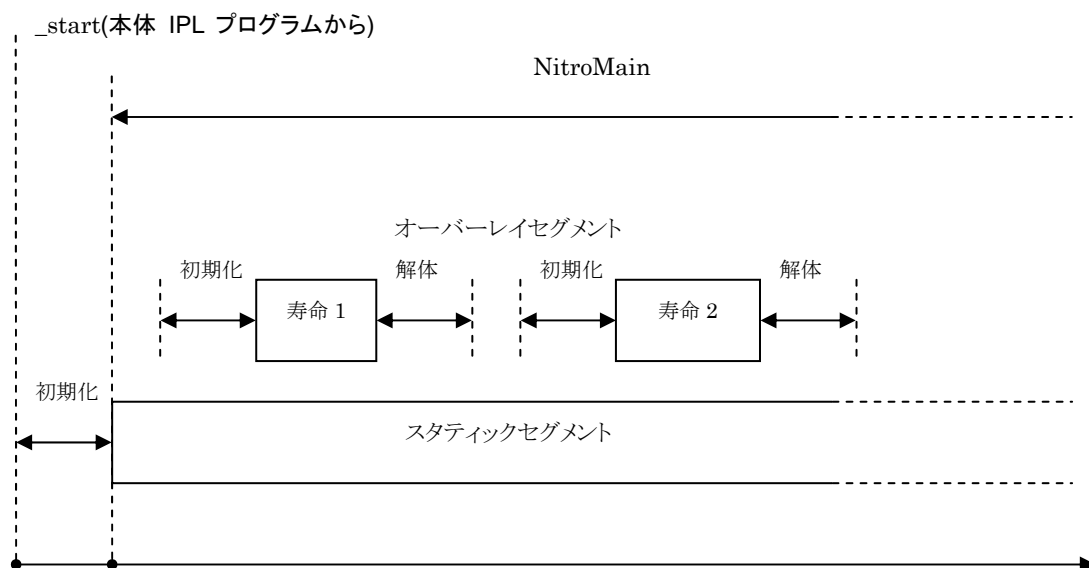 _start(本体 IPL プログラムから)
NitroMain
オーバーレイセグメント
初期化
解体
初期化
解体
寿命 1
寿命 2
初期化
スタティックセグメント